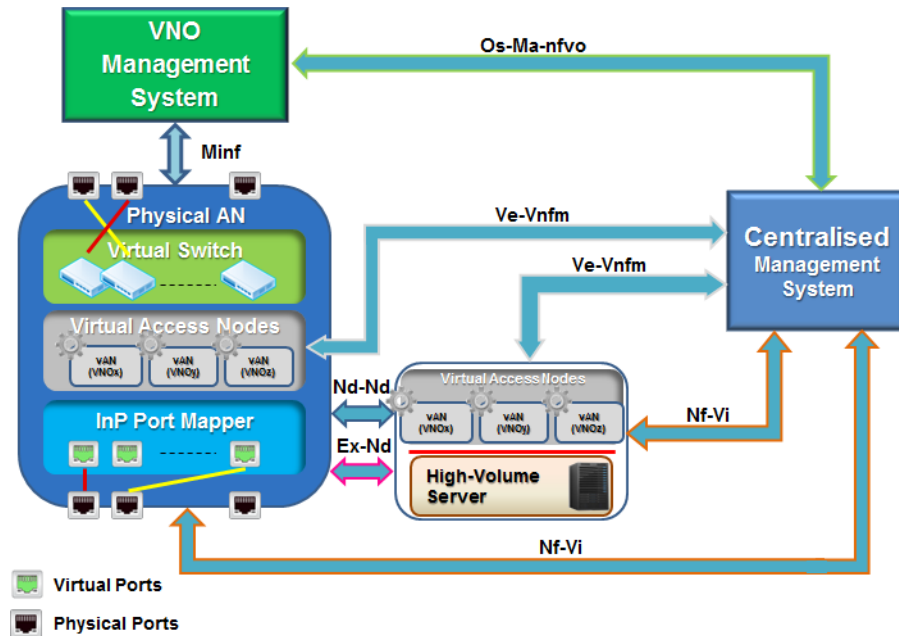 VNO
Management
System
Os-Ma-nfvo
Minf
Physical AN
Virtual Switch
Virtual Access Nodes
vAN
(VNOx)
vAN
(VNOy)
vAN
(VNOz)
InP Port Mapper
Ve-Vnfm
Ve-Vnfm
Centralised
Management
System
Nd-Nd
Ex-Nd
Virtual Access Nodes
vAN
(VNOx)
vAN
(VNOy)
vAN
(VNOz)
High-Volume
Server
Nf-Vi
Nf-Vi
Virtual Ports
Physical Ports